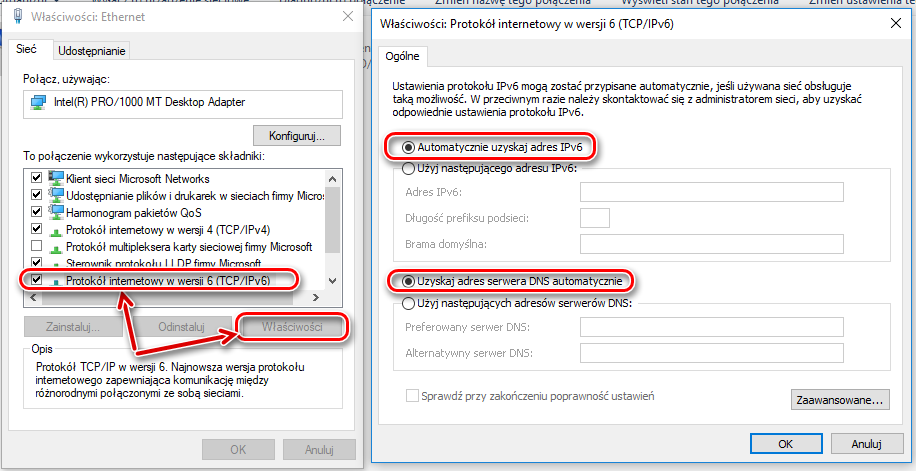 Właściwości: Ethernet
Sieć
Udostępnianie
Połącz, używając:
Intel(R) PRO/1000 MT Desktop Adapter
Konfiguruj...
To połączenie wykorzystuje następujące składniki:
Klient sieci Microsoft Networks
Udostępnianie plików i drukarek w sieciach firmy Micros
Harmonogram pakietów QoS
Protokół internetowy w wersji 4 (TCP/IPv4)
Protokół multipleksera karty sieciowej firmy Microsoft
Sterownik protokołu LLDP firmy Microsoft
Protokół internetowy w wersji 6 (TCP/IPv6)
Zainstaluj...
Odinstaluj
Właściwości
Opis
Protokół TCP/IP w wersji 6. Najnowsza wersja protokołu
internetowego zapewniająca komunikację między
różnorodnymi połączonymi ze sobą sieciami.
OK
Anuluj
Właściwości: Protokół internetowy w wersji 6 (TCP/IPv6)
Ogólne
Ustawienia protokołu IPv6 mogą zostać przypisane automatycznie, jeśli używana sieć obsługuje
taką możliwość. W przeciwnym razie należy skontaktować się z administratorem sieci, aby uzyskać
odpowiednie ustawienia protokołu IPv6.
Automatycznie uzyskaj adres IPv6
Użyj następującego adresu IPv6:
Adres IPv6:
Długość prefiksu podsieci:
Brama domyślna:
Uzyskaj adres serwera DNS automatycznie
Użyj następujących adresów serwerów DNS:
Preferowany serwer DNS:
Alternatywny serwer DNS:
Sprawdź przy zakończeniu poprawność ustawień
Zaawansowane...
OK
Anuluj